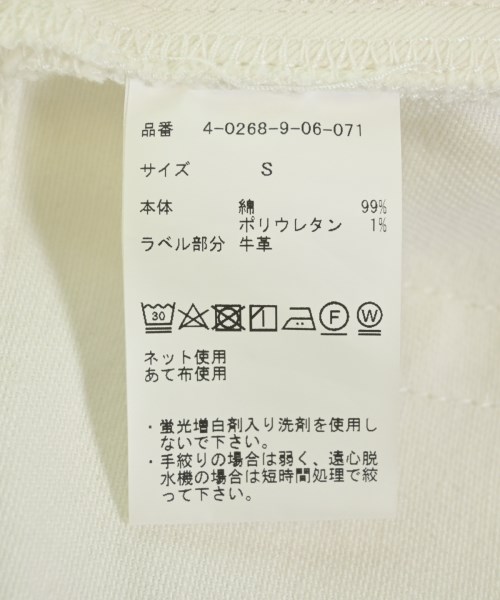 品番 4-0268-9-06-071
サイズ S
本体 綿 99%
ポリウレタン 1%
ラベル部分 牛革
30 F W
ネット使用
あて布使用
・蛍光増白剤入り洗剤を使用し
ないで下さい。
・手絞りの場合は弱く、遠心脱
水機の場合は短時間処理で絞
って下さい。